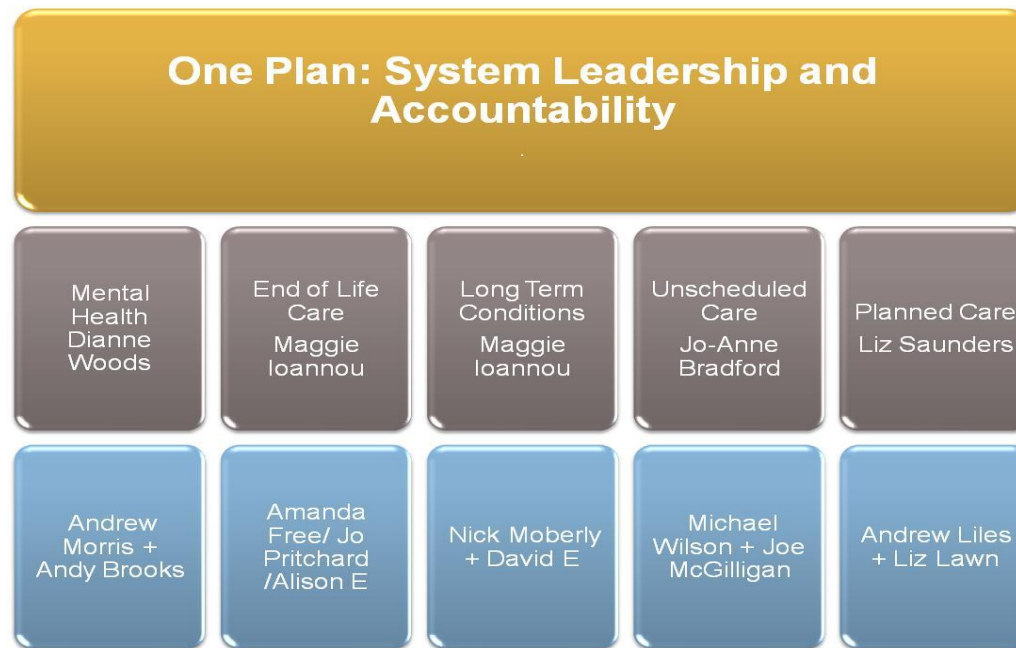 One Plan: System Leadership and
Accountability
.
Mental
Health
Dianne
Woods
End of Life
Care
Maggie
Ioannou
Long Term
Conditions
Maggie
Ioannou
Unscheduled
Care
Jo-Anne
Bradford
Planned Care
Liz Saunders
Andrew
Morris +
Andy Brooks
Amanda
Free/ Jo
Pritchard
/Alison E
Nick Moberly
+ David E
Michael
Wilson + Joe
McGilligan
Andrew Liles
+ Liz Lawn